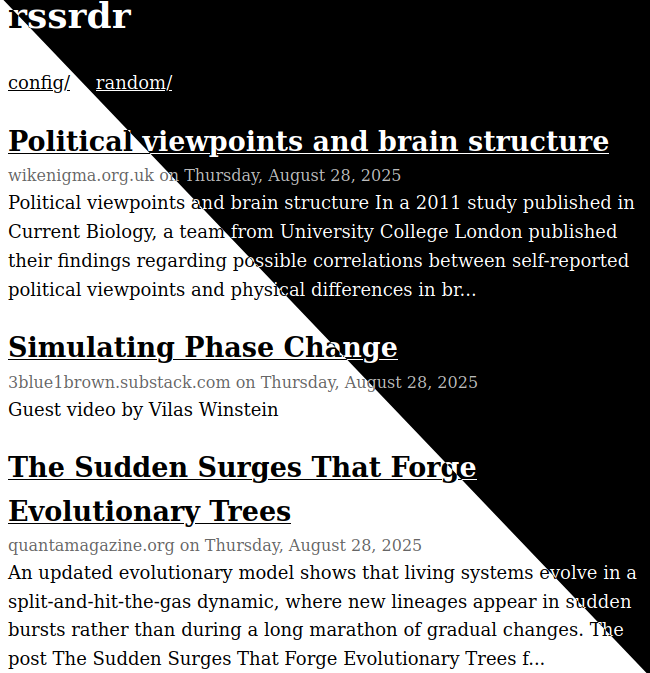 rssrdr
config/ random/
Political viewpoints and brain structure
wikenigma.org.uk on Thursday, August 28, 2025
Political viewpoints and brain structure In a 2011 study published in
Current Biology, a team from University College London published
their findings regarding possible correlations between self-reported
political viewpoints and physical differences in br...
Simulating Phase Change
3blue1brown.substack.com on Thursday, August 28, 2025
Guest video by Vilas Winstein
The Sudden Surges That Forge
Evolutionary Trees
quantamagazine.org on Thursday, August 28, 2025
An updated evolutionary model shows that living systems evolve in a
split-and-hit-the-gas dynamic, where new lineages appear in sudden
bursts rather than during a long marathon of gradual changes. The
post The Sudden Surges That Forge Evolutionary Trees f...